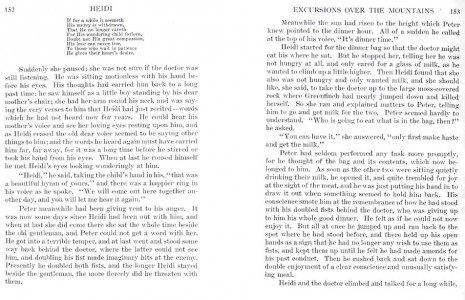 152 HEIDI
If for a while it seemeth
His mercy is withdrawn,
That He no longer careth
For His wandering child forlorn,
Doubt not His great compassion,
His love can never tire,
To those who wait in patience
He gives their heart's desire.
Suddenly she paused; she was not sure if the doctor was
still listening. He was sitting motionless with his hand be-
fore his eyes. His thoughts had carried him back to a long
past time; he saw himself as a little boy standing by his dear
mother's chair; she had her arm round his neck and was say-
ing the very verses to him that Heidi had just recited—words
which he had not heard now for years. He could hear his
mother's voice and see her loving eyes resting upon him, and
as Heidi ceased the old dear voice seemed to be saying other
things to him; and the words he heard again must have carried
him far, far away, for it was a long time before he stirred or
took his hand from his eyes. When at last he roused himself
he met Heidi's eyes looking wonderingly at him.
"Heidi," he said, taking the child's hand in his, "that was
a beautiful hymn of yours," and there was a happier ring in
his voice as he spoke. "We will come out here together an-
other day, and you will let me hear it again."
Peter meanwhile had been giving vent to his anger. It
was now some days since Heidi had been out with him, and
when at last she did come there she sat the whole time beside
the old gentleman, and Peter could not get a word with her.
He got into a terrible temper, and at last went and stood some
way back behind the doctor, where the latter could not see
him, and doubling his fist made imaginary hits at the enemy.
Presently he doubled both fists, and the longer Heidi stayed
beside the gentleman, the more fiercely did he threaten with
them.
EXCURSIONS OVER THE MOUNTAINS 153
Meanwhile the sun had risen to the height which Peter
knew pointed to the dinner hour. All of a sudden he called
at the top of his voice, "It's dinner time."
Heidi started for the dinner bag so that the doctor might
eat his where he sat. But he stopped her, telling her he was
not hungry at all, and only cared for a glass of milk, as he
wanted to climb up a little higher. Then Heidi found that she
also was not hungry and only wanted milk, and she should
like, she said, to take the doctor up to the large moss-covered
rock where Greenfinch had nearly jumped down and killed
herself. So she ran and explained matters to Peter, telling
him to go and get milk for the two. Peter seemed hardly to
understand. "Who is going to eat what is in the bag, then?"
he asked.
"You can have it," she answered, "only first make haste
and get the milk."
Peter had seldom performed any task more promptly,
for he thought of the bag and its contents, which now be-
longed to him. As soon as the other two were sitting quietly
drinking their milk, he opened it, and quite trembled for joy
at the sight of the meat, and he was just putting his hand in to
draw it out when something seemed to hold him back. His
conscience smote him at the remembrance of how he had stood
with his doubled fists behind the doctor, who was giving up
to him his whole good dinner. He felt as if he could not now
enjoy it. But all at once he jumped up and ran back to the
spot where he had stood before, and there held up his open
hands as a sign that he had no longer any wish to use them as
fists, and kept them up until he felt he had made amends for
his past conduct. Then he rushed back and sat down to the
double enjoyment of a clear conscience and unusually satisfy-
ing meal.
Heidi and the doctor climbed and talked for a long while,